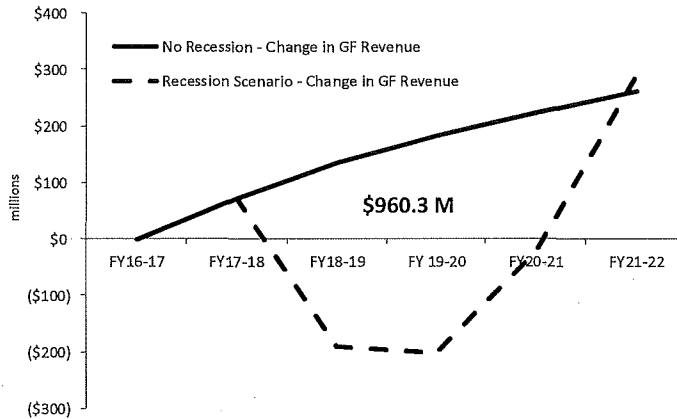 $400
$300
$200
$100
$0
($100)
($200)
($300)
millions
No Recession - Change in GF Revenue
Recession Scenario - Change in GF Revenue
$960.3 M
FY16-17 FY17-18 FY18-19 FY 19-20 FY20-21 FY21-22